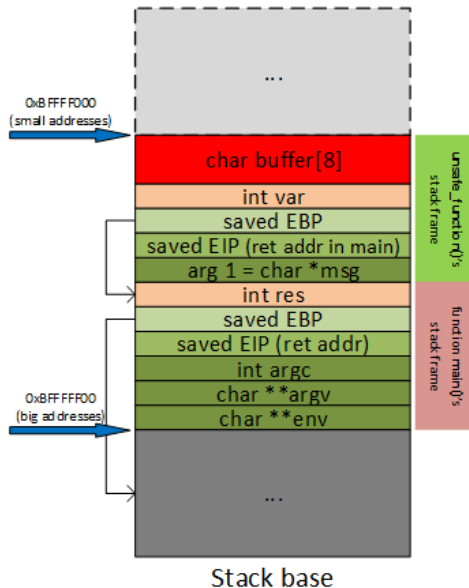 ...
0xBFFFF000
(small addresses)
char buffer[8]
int var
saved EBP
saved EIP (ret addr in main)
arg 1 = char *msg
unsafe_function()'s
stack frame
int res
saved EBP
saved EIP (ret addr)
int argc
char **argv
char **env
function main()'s
stack frame
0xBFFFFF00
(big addresses)
...
Stack base